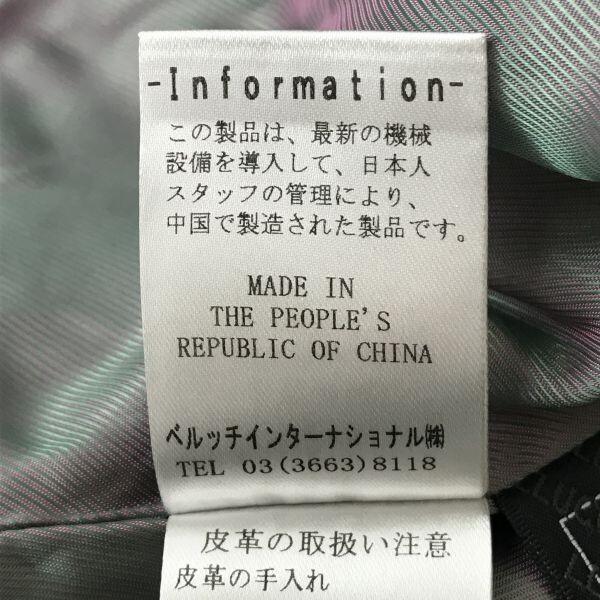 -Information-
この製品は、最新の機械
設備を導入して、日本人
スタッフの管理により、
中国で製造された製品です。
MADE IN
THE PEOPLE'S
REPUBLIC OF CHINA
ベルッチインターナショナル㈱
TEL 03(3663)8118
皮革の取扱い注意
皮革の手入れ